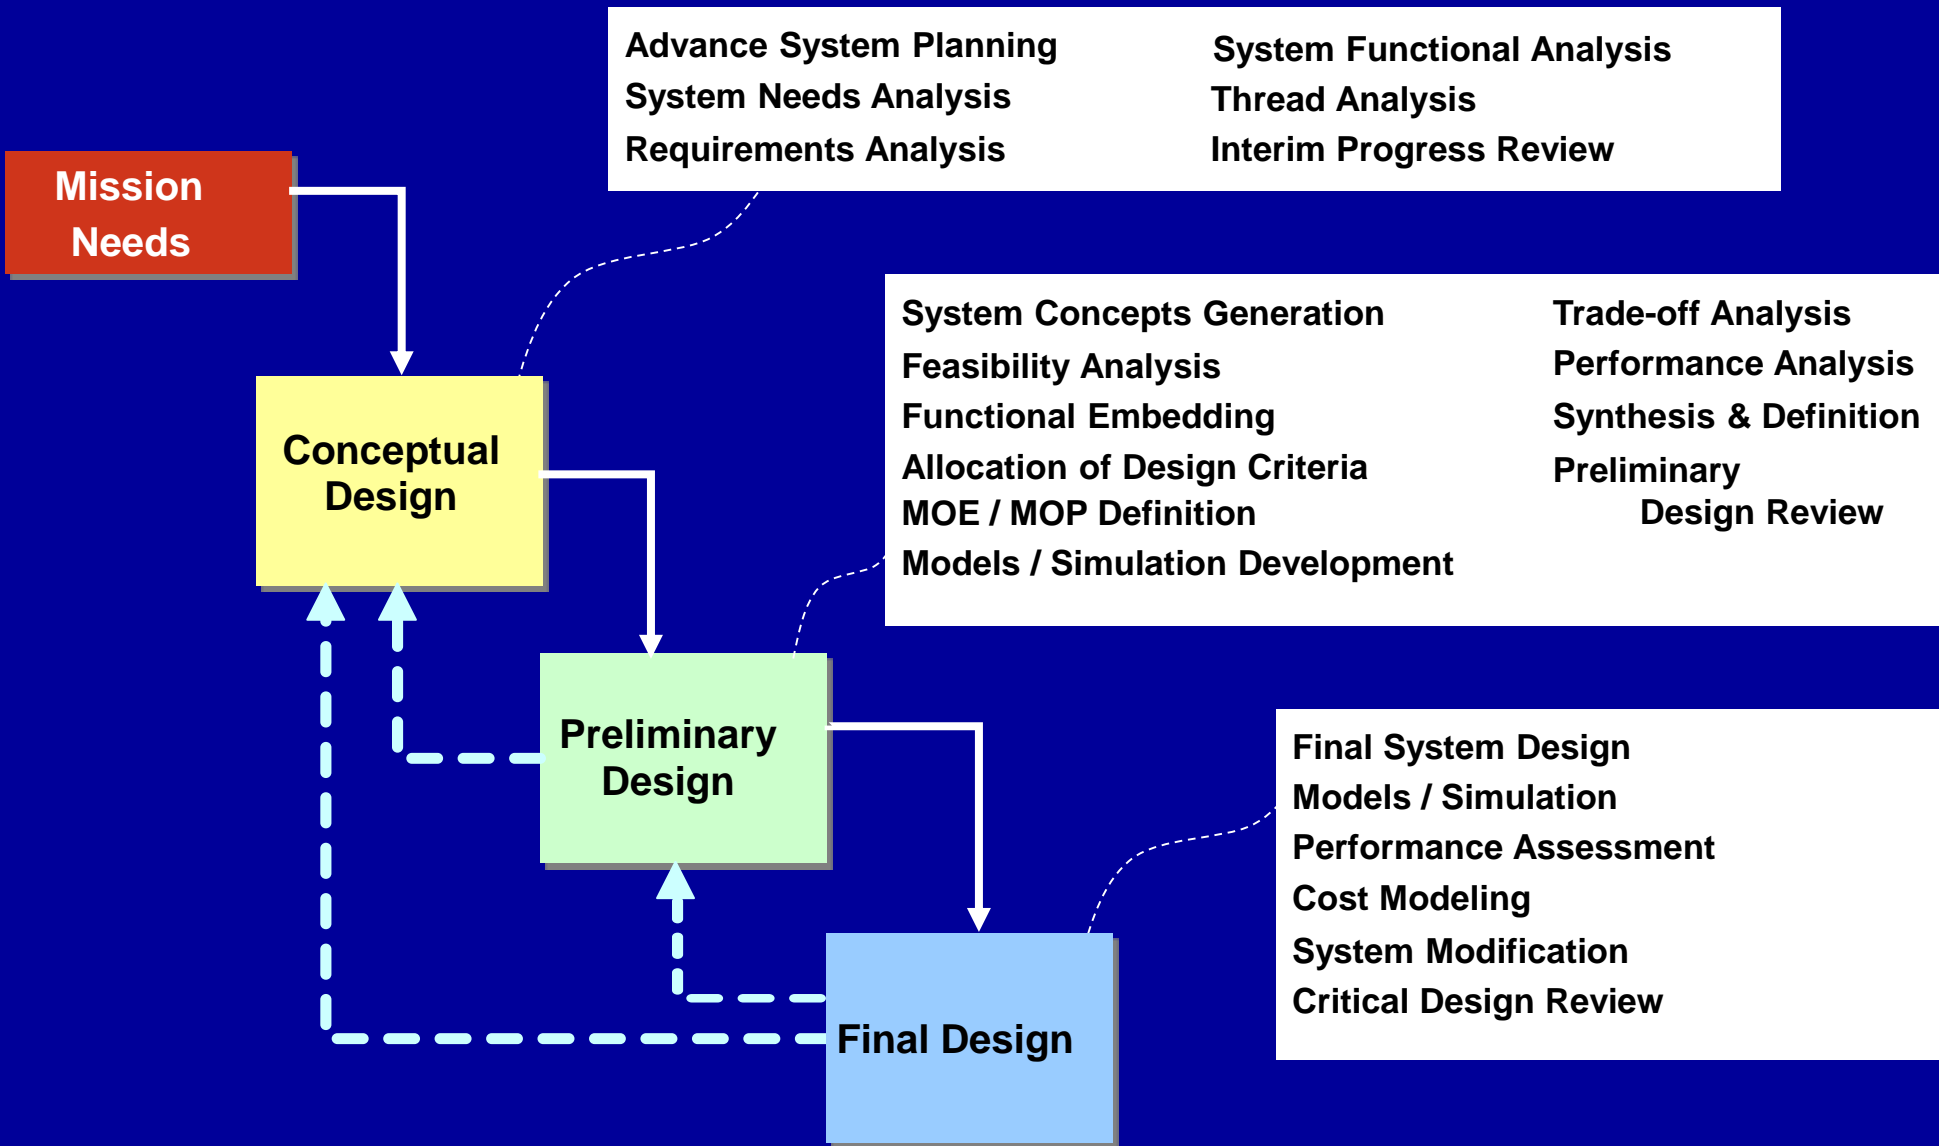 Advance System Planning
System Needs Analysis
Requirements Analysis
System Functional Analysis
Thread Analysis
Interim Progress Review
Mission
Needs
System Concepts Generation
Feasibility Analysis
Functional Embedding
Allocation of Design Criteria
MOE / MOP Definition
Models / Simulation Development
Trade-off Analysis
Performance Analysis
Synthesis & Definition
Preliminary
Design Review
Conceptual
Design
Preliminary
Design
Final System Design
Models / Simulation
Performance Assessment
Cost Modeling
System Modification
Critical Design Review
Final Design